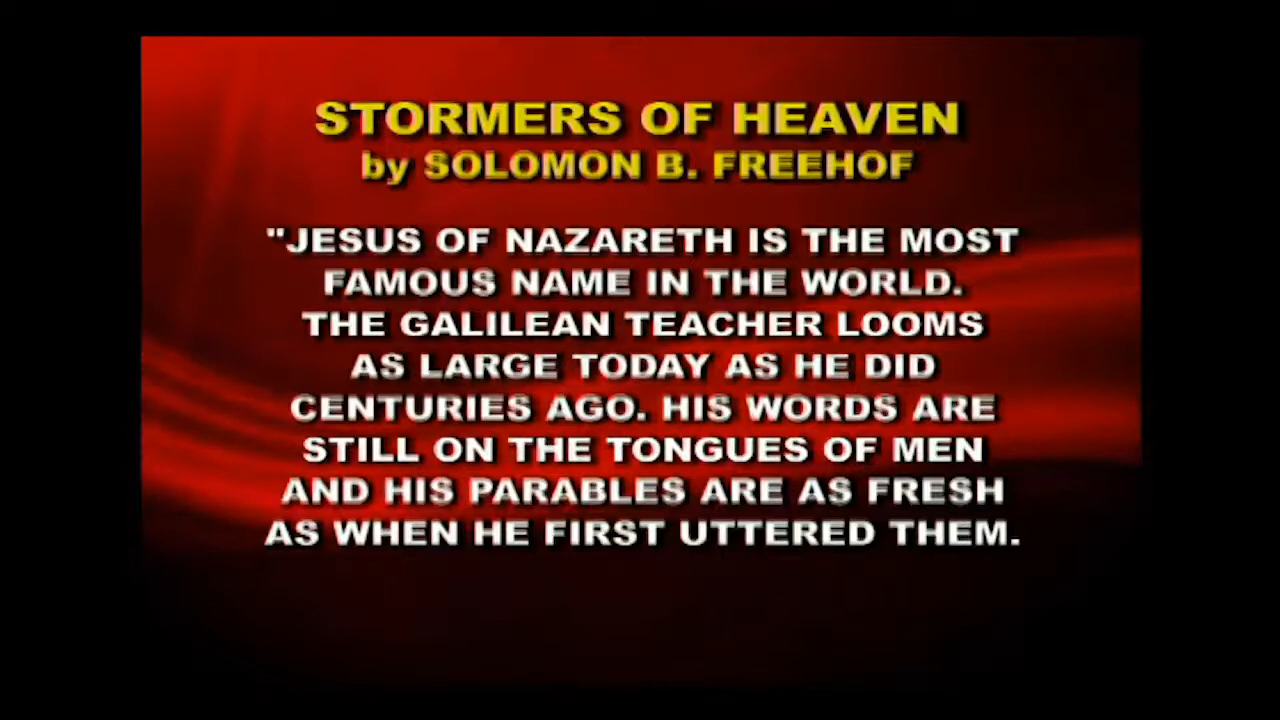 STORMERS OF HEAVEN
by SOLOMON B. FREEHOF
"JESUS OF NAZARETH IS THE MOST
FAMOUS NAME IN THE WORLD.
THE GALILEAN TEACHER LOOMS
AS LARGE TODAY AS HE DID
CENTURIES AGO. HIS WORDS ARE
STILL ON THE TONGUES OF MEN
AND HIS PARABLES ARE AS FRESH
AS WHEN HE FIRST UTTERED THEM.